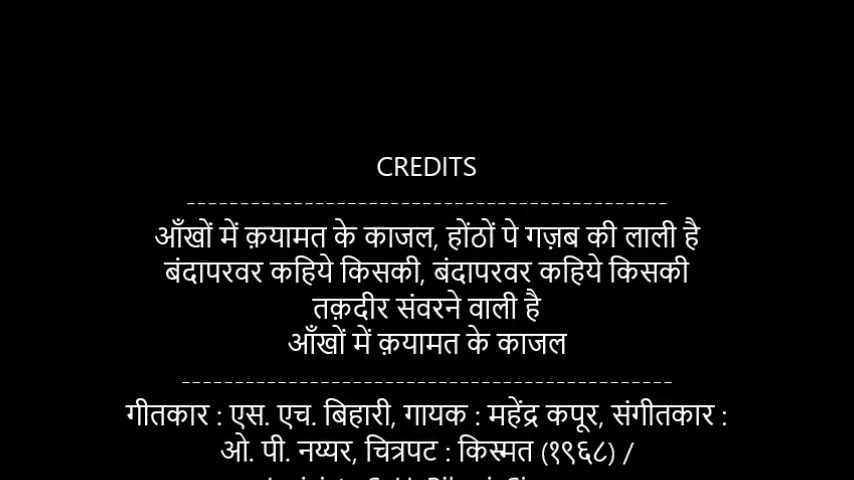 CREDITS
----------------------------------------------
आँखों में क़यामत के काजल, होंठों पे गज़ब की लाली है
बंदापरवर कहिये किसकी, बंदापरवर कहिये किसकी
तक़दीर संवरने वाली है
आँखों में क़यामत के काजल
-----------------------------------------------
गीतकार : एस. एच. बिहारी, गायक : महेंद्र कपूर, संगीतकार :
ओ. पी. नय्यर, चित्रपट : किस्मत (१९६८) /